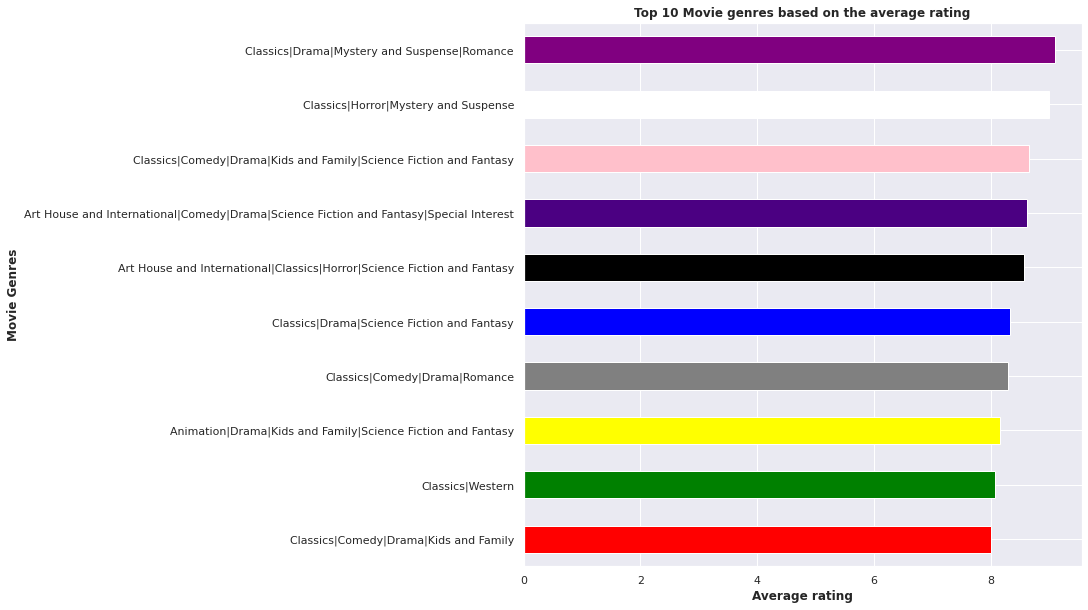 Top 10 Movie genres based on the average rating
Classics|Drama|Mystery and Suspense|Romance
Classics|Horror|Mystery and Suspense
Classics|Comedy|Drama|Kids and Family|Science Fiction and Fantasy
Art House and International|Comedy|Drama|Science Fiction and Fantasy|Special Interest
Art House and International|Classics|Horror|Science Fiction and Fantasy
Classics|Drama|Science Fiction and Fantasy
Classics|Comedy|Drama|Romance
Animation|Drama|Kids and Family|Science Fiction and Fantasy
Classics|Western
Classics|Comedy|Drama|Kids and Family
Movie Genres
0 2 4 6 8
Average rating